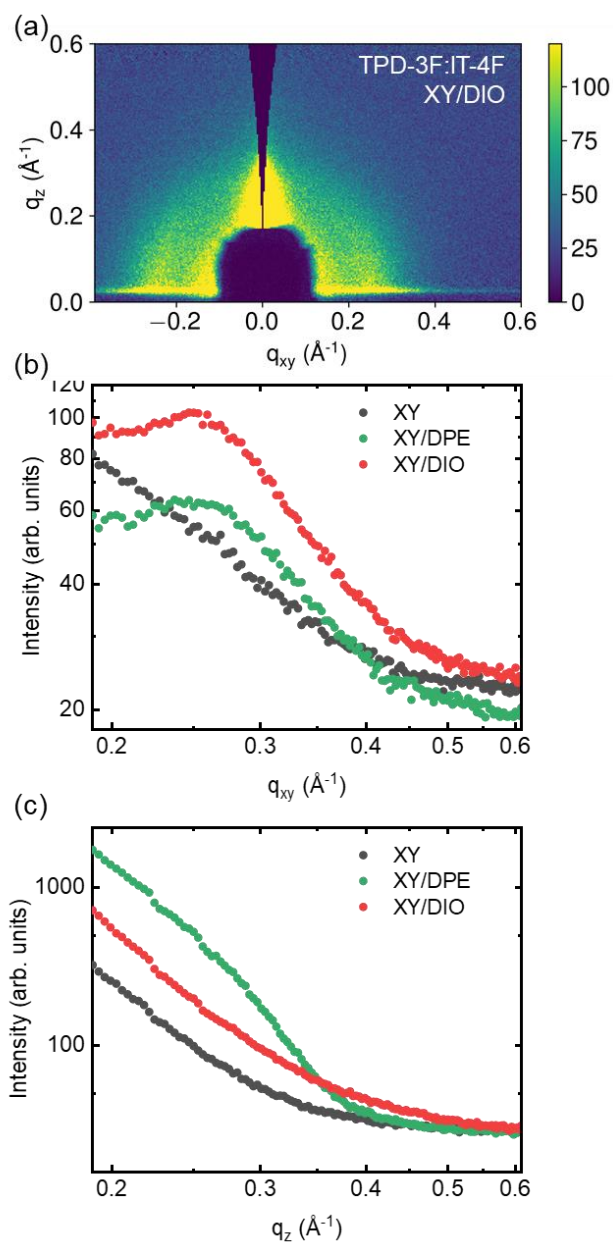 (a)
TPD-3F:IT-4F
XY/DIO
0.6
0.4
0.2
0.0
q_z (Å⁻¹)
−0.2
0.0
0.2
0.4
0.6
q_xy (Å⁻¹)
100
75
50
25
0
(b)
120
100
80
60
40
20
Intensity (arb. units)
XY
XY/DPE
XY/DIO
0.2
0.3
0.4
0.5
0.6
q_xy (Å⁻¹)
(c)
1000
100
Intensity (arb. units)
XY
XY/DPE
XY/DIO
0.2
0.3
0.4
0.5
0.6
q_z (Å⁻¹)